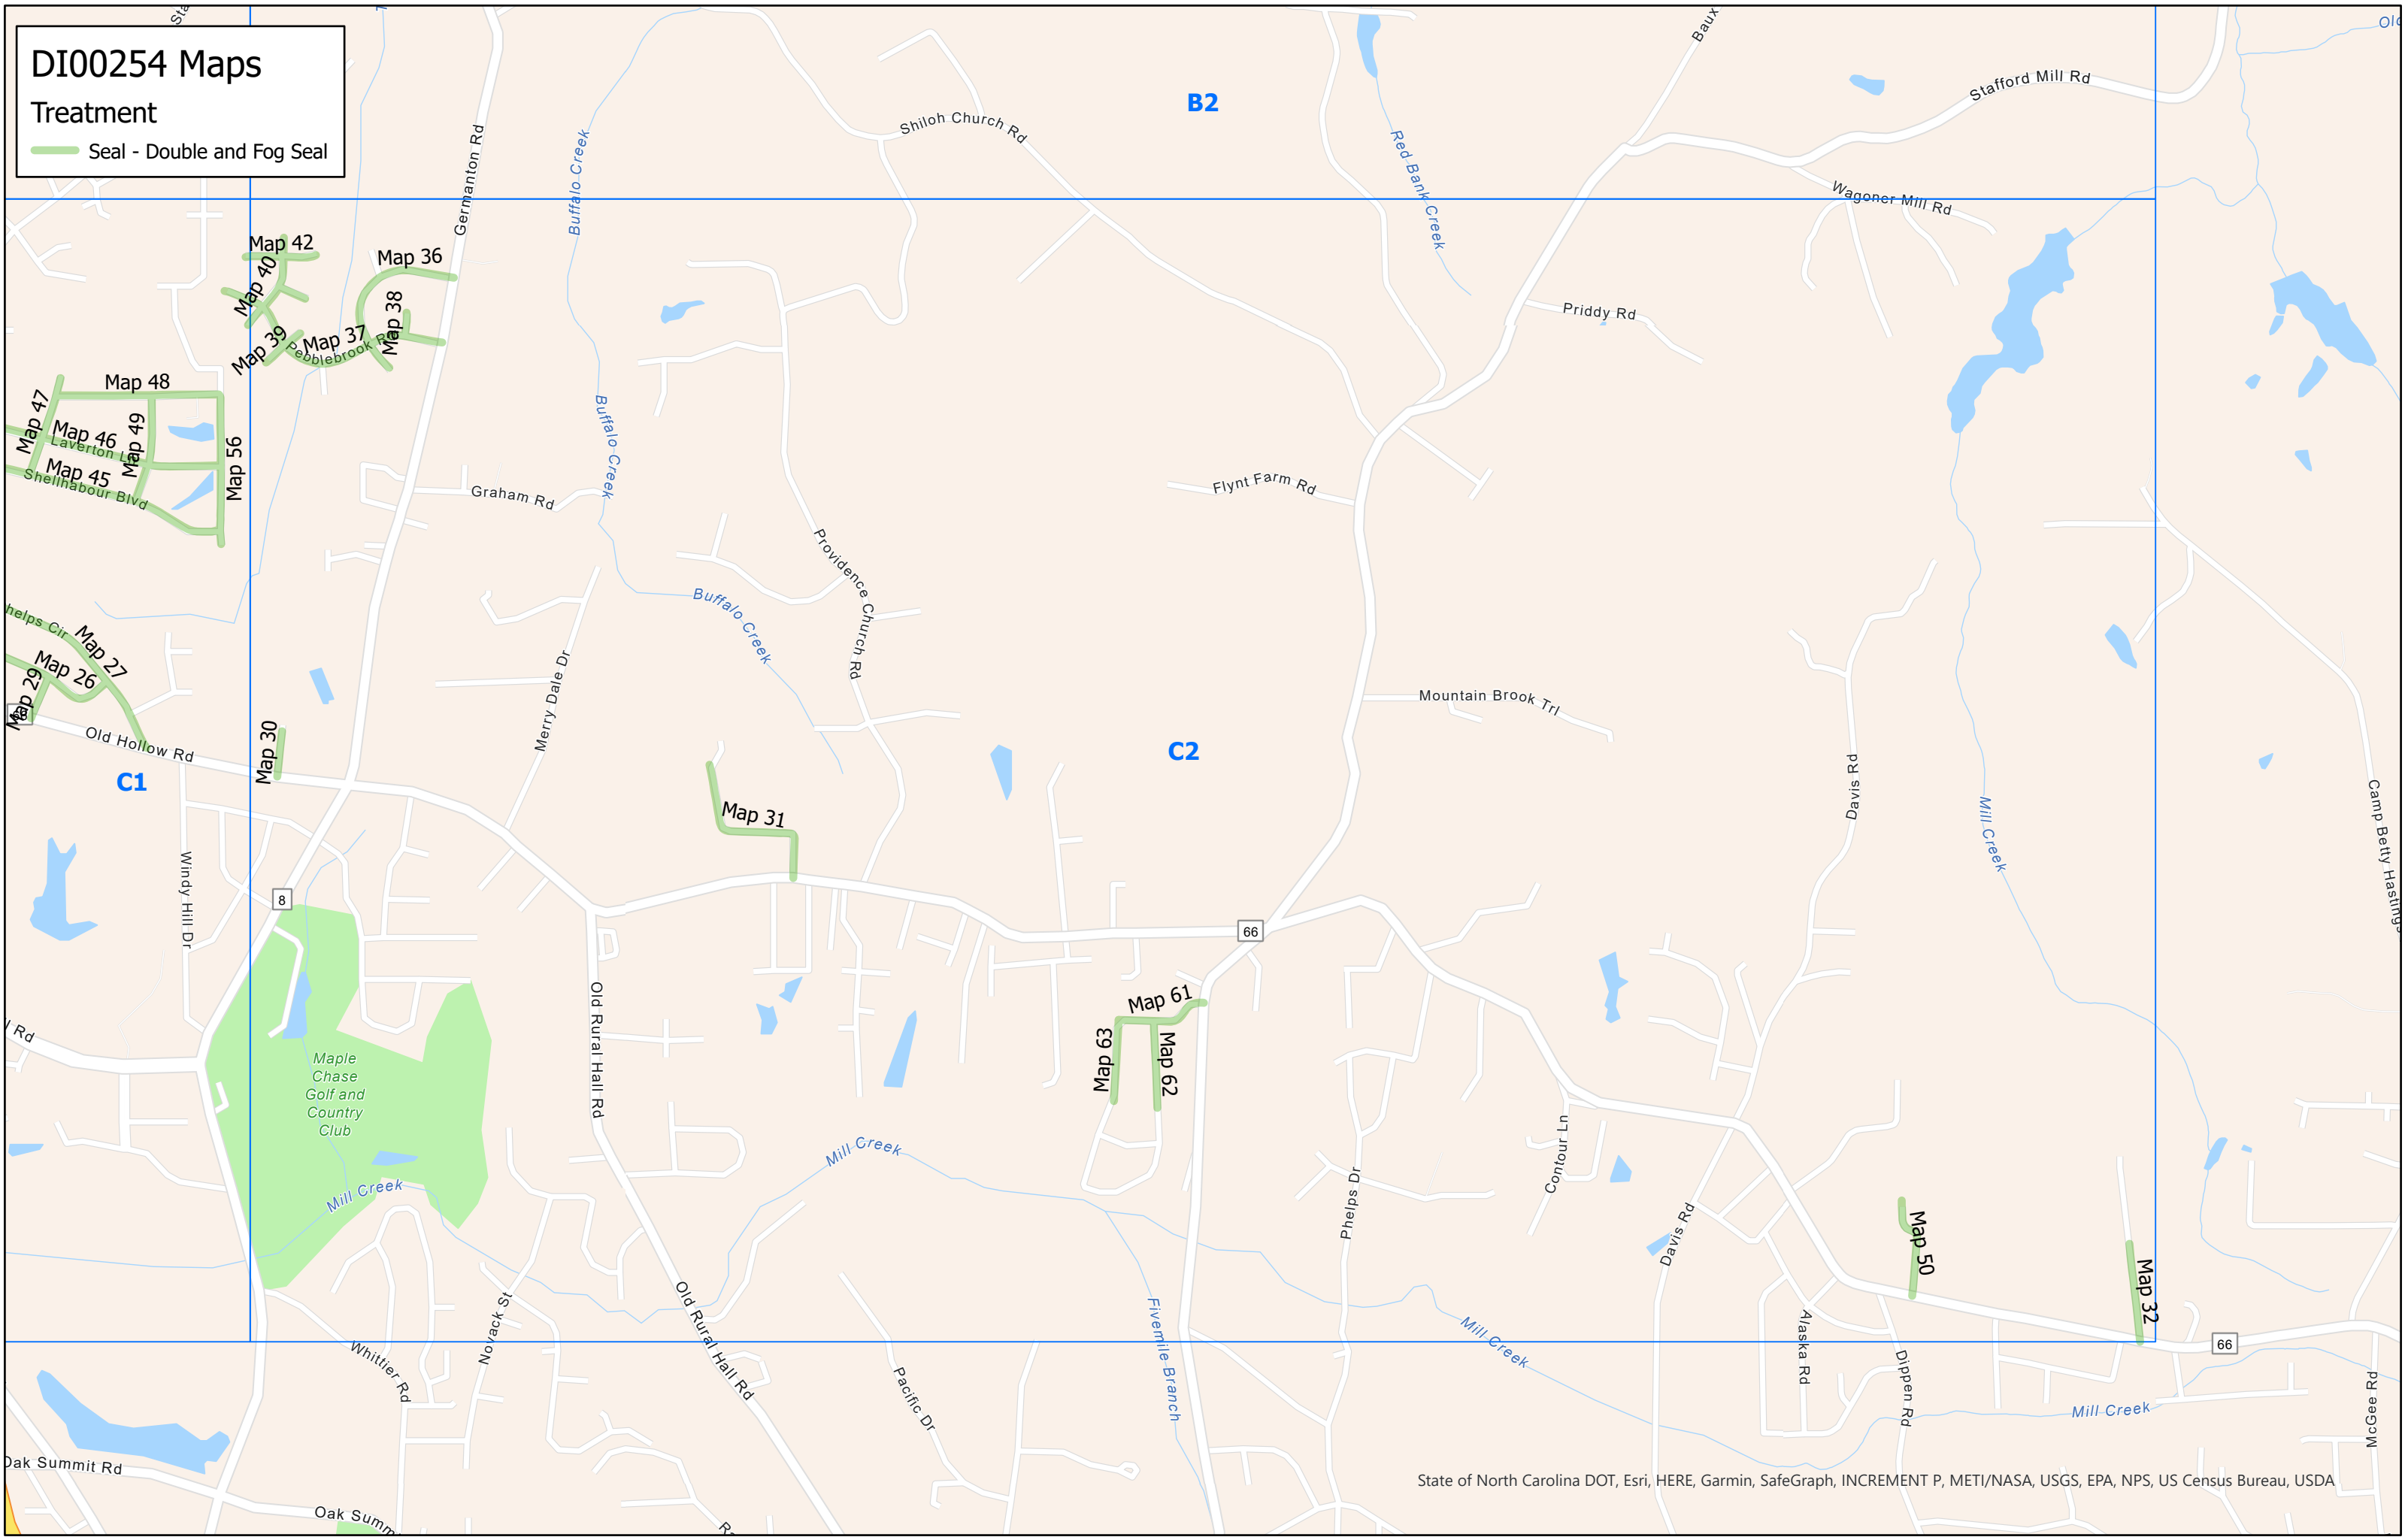 DI00254 Maps
Treatment
Seal - Double and Fog Seal
B2
Stafford Mill Rd
Shiloh Church Rd
Germanton Rd
Buffalo Creek
Red Bank Creek
Wagoner Mill Rd
Map 42
Map 40
Map 36
Map 38
Map 39
Map 37
Priddy Rd
Map 48
Map 47
Map 46
Map 49
Map 56
Map 45
Shellhabour Blvd
Buffalo Creek
Graham Rd
Flynt Farm Rd
Providence Church Rd
Buffalo Creek
helps Cir
Map 27
Map 26
Map 29
Merry Dale Dr
Mountain Brook Trl
Old Hollow Rd
Map 30
C2
C1
Davis Rd
Mill Creek
Camp Betty Hastings
Map 31
Windy Hill Dr
8
66
Old Rural Hall Rd
Map 61
Map 63
Map 62
l Rd
Maple
Chase
Golf and
Country
Club
Mill Creek
Mill Creek
Contour Ln
Phelps Dr
Davis Rd
Map 50
Map 32
Old Rural Hall Rd
Novack St
Whittier Rd
Fivemile Branch
Mill Creek
Alaska Rd
Dippen Rd
66
Pacific Dr
Mill Creek
McGee Rd
Oak Summit Rd
Oak Summ
State of North Carolina DOT, Esri, HERE, Garmin, SafeGraph, INCREMENT P, METI/NASA, USGS, EPA, NPS, US Census Bureau, USDA